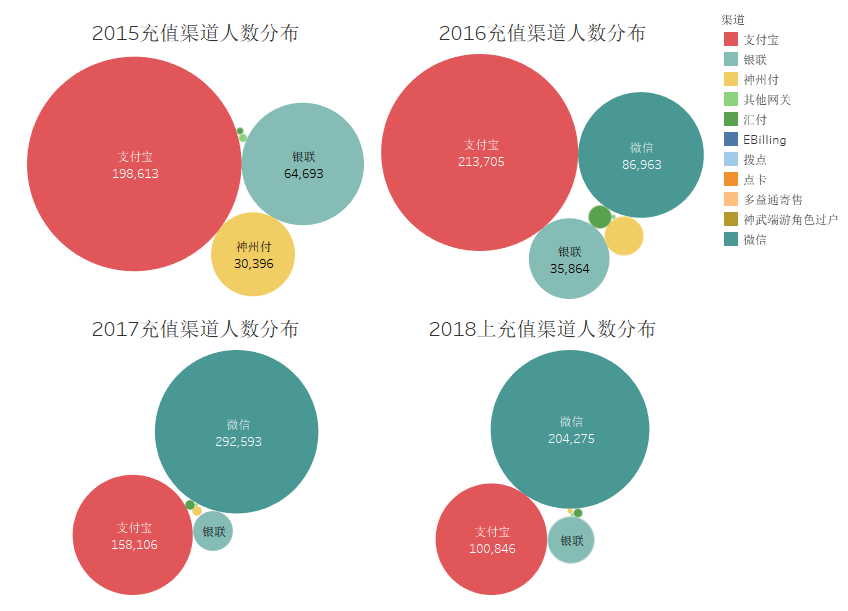 2015充值渠道人数分布
支付宝
198,613
银联
64,693
神州付
30,396
2016充值渠道人数分布
支付宝
213,705
微信
86,963
银联
35,864
渠道
支付宝
银联
神州付
其他网关
汇付
EBilling
拨点
点卡
多益通寄售
神武端游角色过户
微信
2017充值渠道人数分布
微信
292,593
支付宝
158,106
银联
2018上充值渠道人数分布
微信
204,275
支付宝
100,846
银联